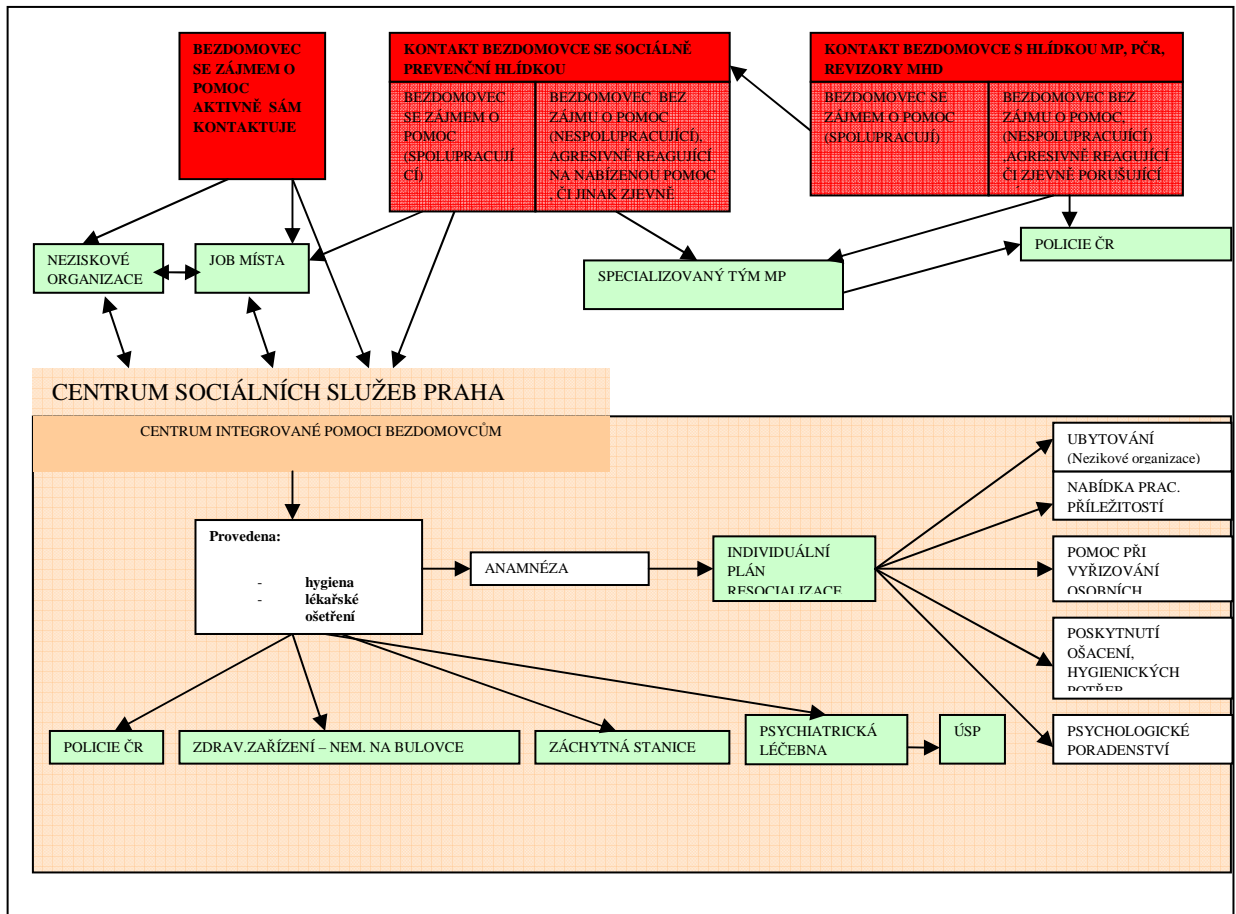 BEZDOMOVEC
SE ZÁJMEM O
POMOC
AKTIVNĚ SÁM
KONTAKTUJE
KONTAKT BEZDOMOVCE SE SOCIÁLNĚ
PREVENČNÍ HLÍDKOU
BEZDOMOVEC
SE ZÁJMEM O
POMOC
(SPOLUPRACUJÍ
CÍ)
BEZDOMOVEC BEZ
ZÁJMU O POMOC
(NESPOLUPRACUJÍCÍ),
AGRESIVNĚ REAGUJÍCÍ
NA NABÍZENOU POMOC
, ČI JINAK ZJEVNĚ
KONTAKT BEZDOMOVCE S HLÍDKOU MP, PČR,
REVIZORY MHD
BEZDOMOVEC SE
ZÁJMEM O POMOC
(SPOLUPRACUJÍ)
BEZDOMOVEC BEZ
ZÁJMU O POMOC,
(NESPOLUPRACUJÍCÍ)
,AGRESIVNĚ REAGUJÍCÍ
ČI ZJEVNĚ PORUŠUJÍCÍ
NEZISKOVÉ
ORGANIZACE
JOB MÍSTA
SPECIALIZOVANÝ TÝM MP
POLICIE ČR
CENTRUM SOCIÁLNÍCH SLUŽEB PRAHA
CENTRUM INTEGROVANÉ POMOCI BEZDOMOVCŮM
Provedena:
- hygiena
- lékařské
ošetření
ANAMNÉZA
INDIVIDUÁLNÍ
PLÁN
RESOCIALIZACE
UBYTOVÁNÍ
(Nezikové organizace)
NABÍDKA PRAC.
PŘÍLEŽITOSTÍ
POMOC PŘI
VYŘIZOVÁNÍ
OSOBNÍCH
POSKYTNUTÍ
OŠACENÍ,
HYGIENICKÝCH
POTŘEB
PSYCHOLOGICKÉ
PORADENSTVÍ
POLICIE ČR
ZDRAV.ZAŘÍZENÍ – NEM. NA BULOVCE
ZÁCHYTNÁ STANICE
PSYCHIATRICKÁ
LÉČEBNA
ÚSP